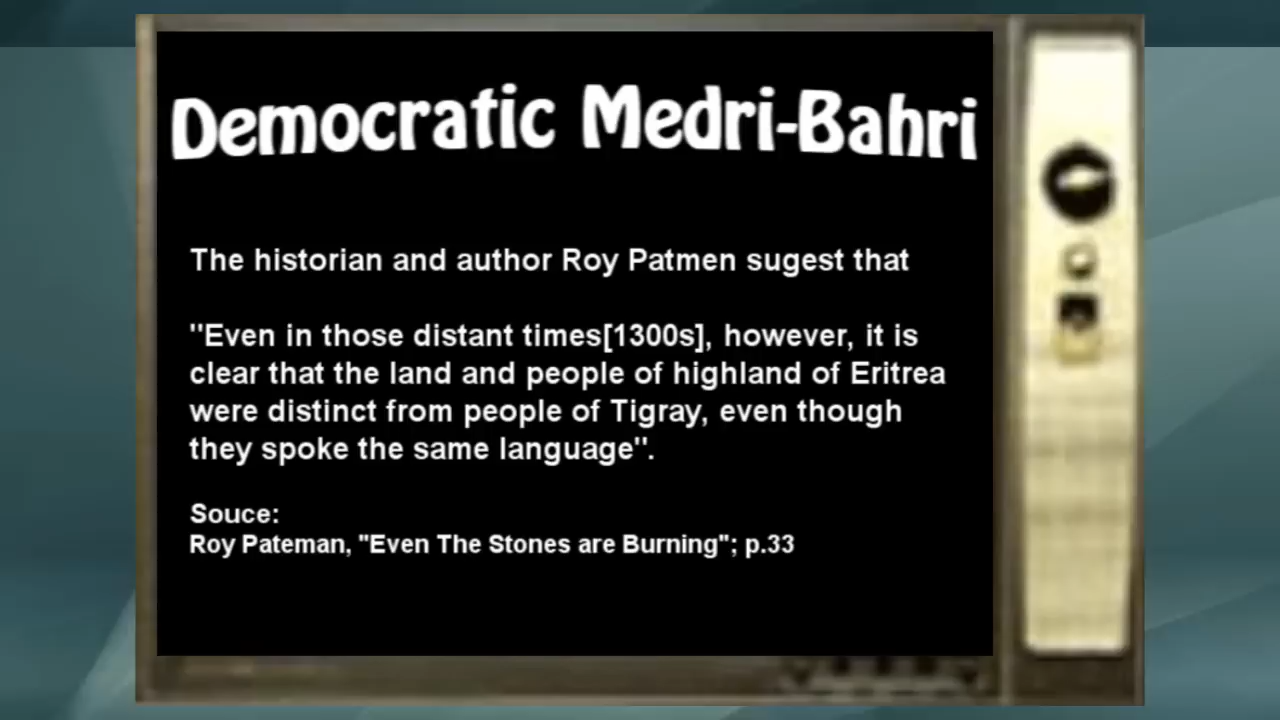 Democratic Medri-Bahri
The historian and author Roy Patmen sugest that
"Even in those distant times[1300s], however, it is
clear that the land and people of highland of Eritrea
were distinct from people of Tigray, even though
they spoke the same language".
Souce:
Roy Pateman, "Even The Stones are Burning"; p.33